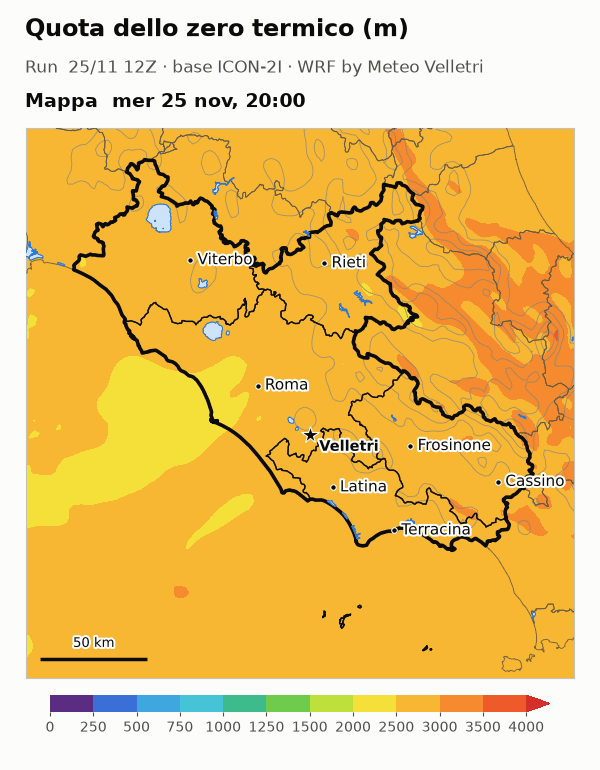 Quota dello zero termico (m)
Run  25/11 12Z · base ICON-2I · WRF by Meteo Velletri
Mappa  mer 25 nov, 20:00
Viterbo
Rieti
Roma
Velletri
Frosinone
Latina
Cassino
Terracina
50 km
0 250 500 750 1000 1250 1500 2000 2500 3000 3500 4000